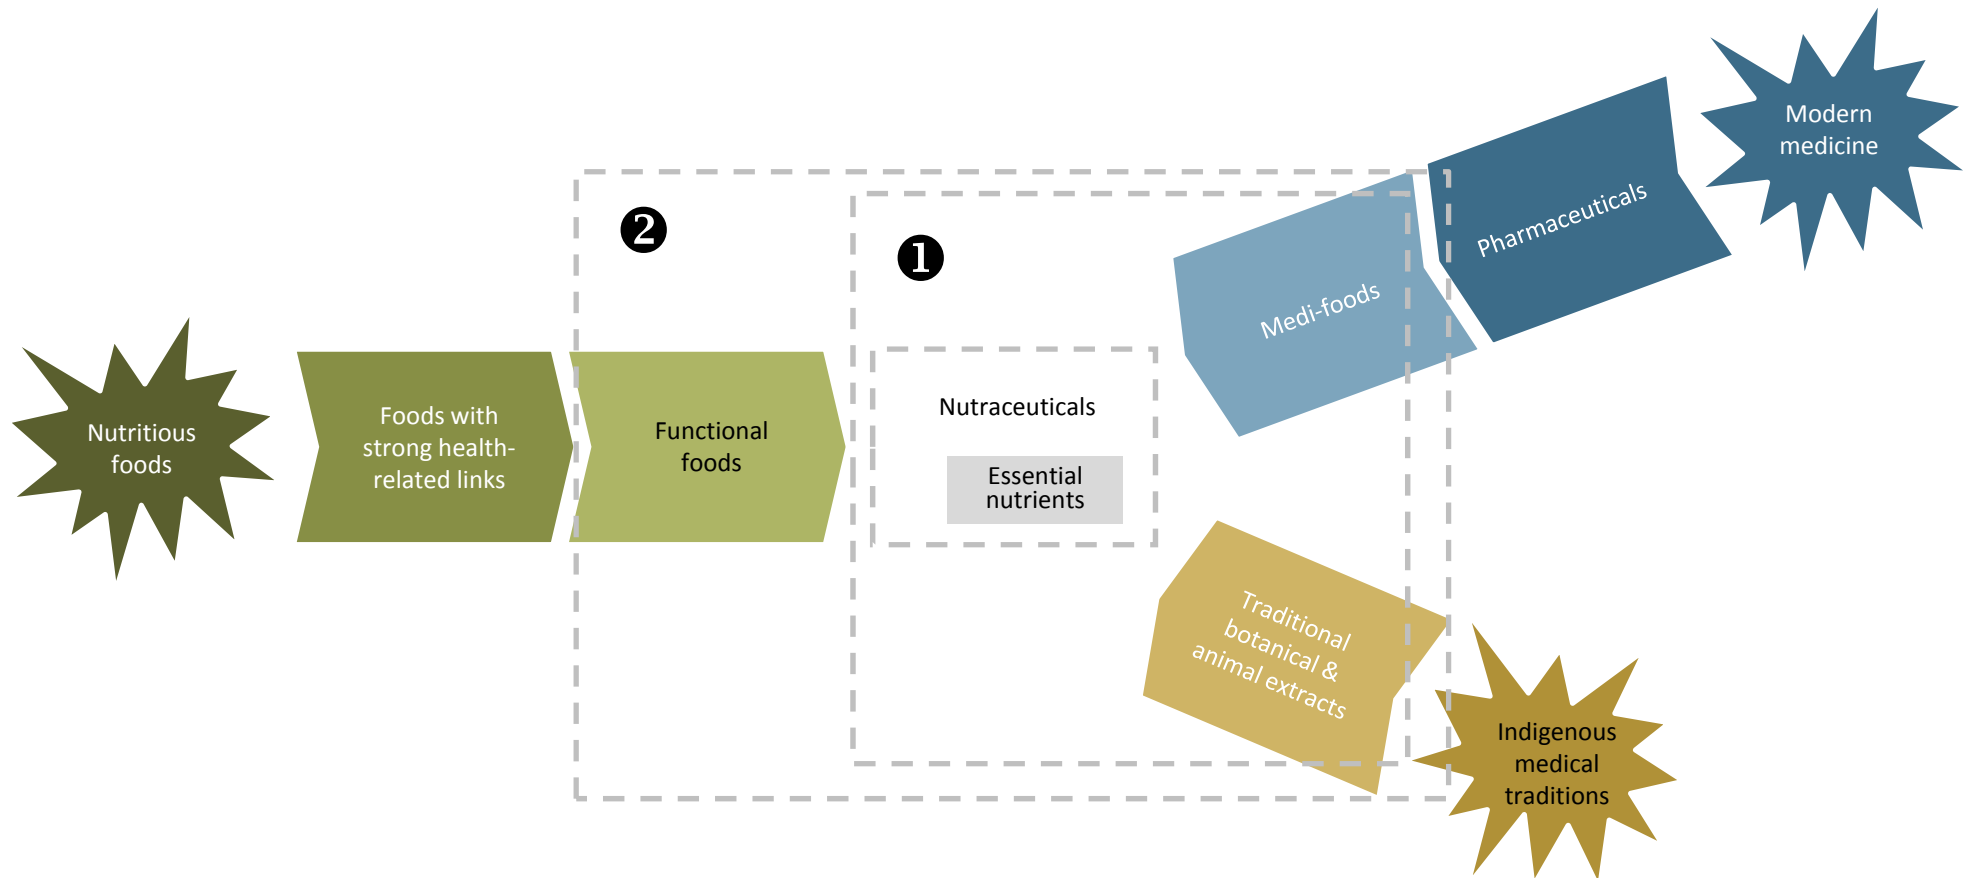 Modern
medicine
Pharmaceuticals
❷
❶
Medi-foods
Nutritious
foods
Foods with
strong health-
related links
Functional
foods
Nutraceuticals
Essential
nutrients
Traditional
botanical &
animal extracts
Indigenous
medical
traditions